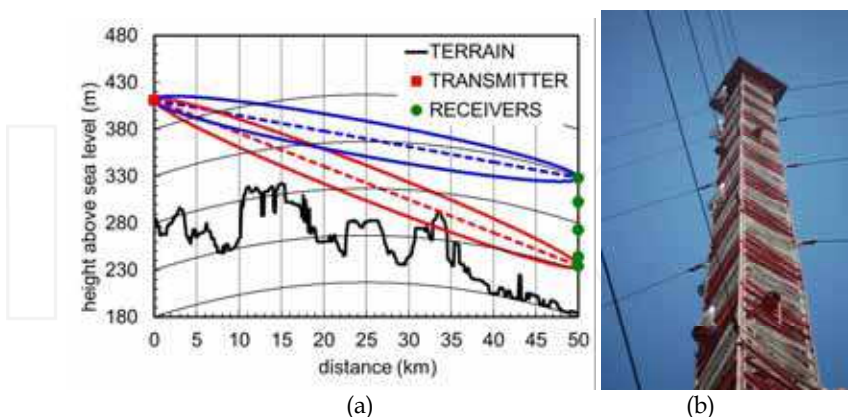 480
430
380
330
280
230
180
height above sea level (m)
TERRAIN
TRANSMITTER
RECEIVERS
0 5 10 15 20 25 30 35 40 45 50
distance (km)
(a) (b)